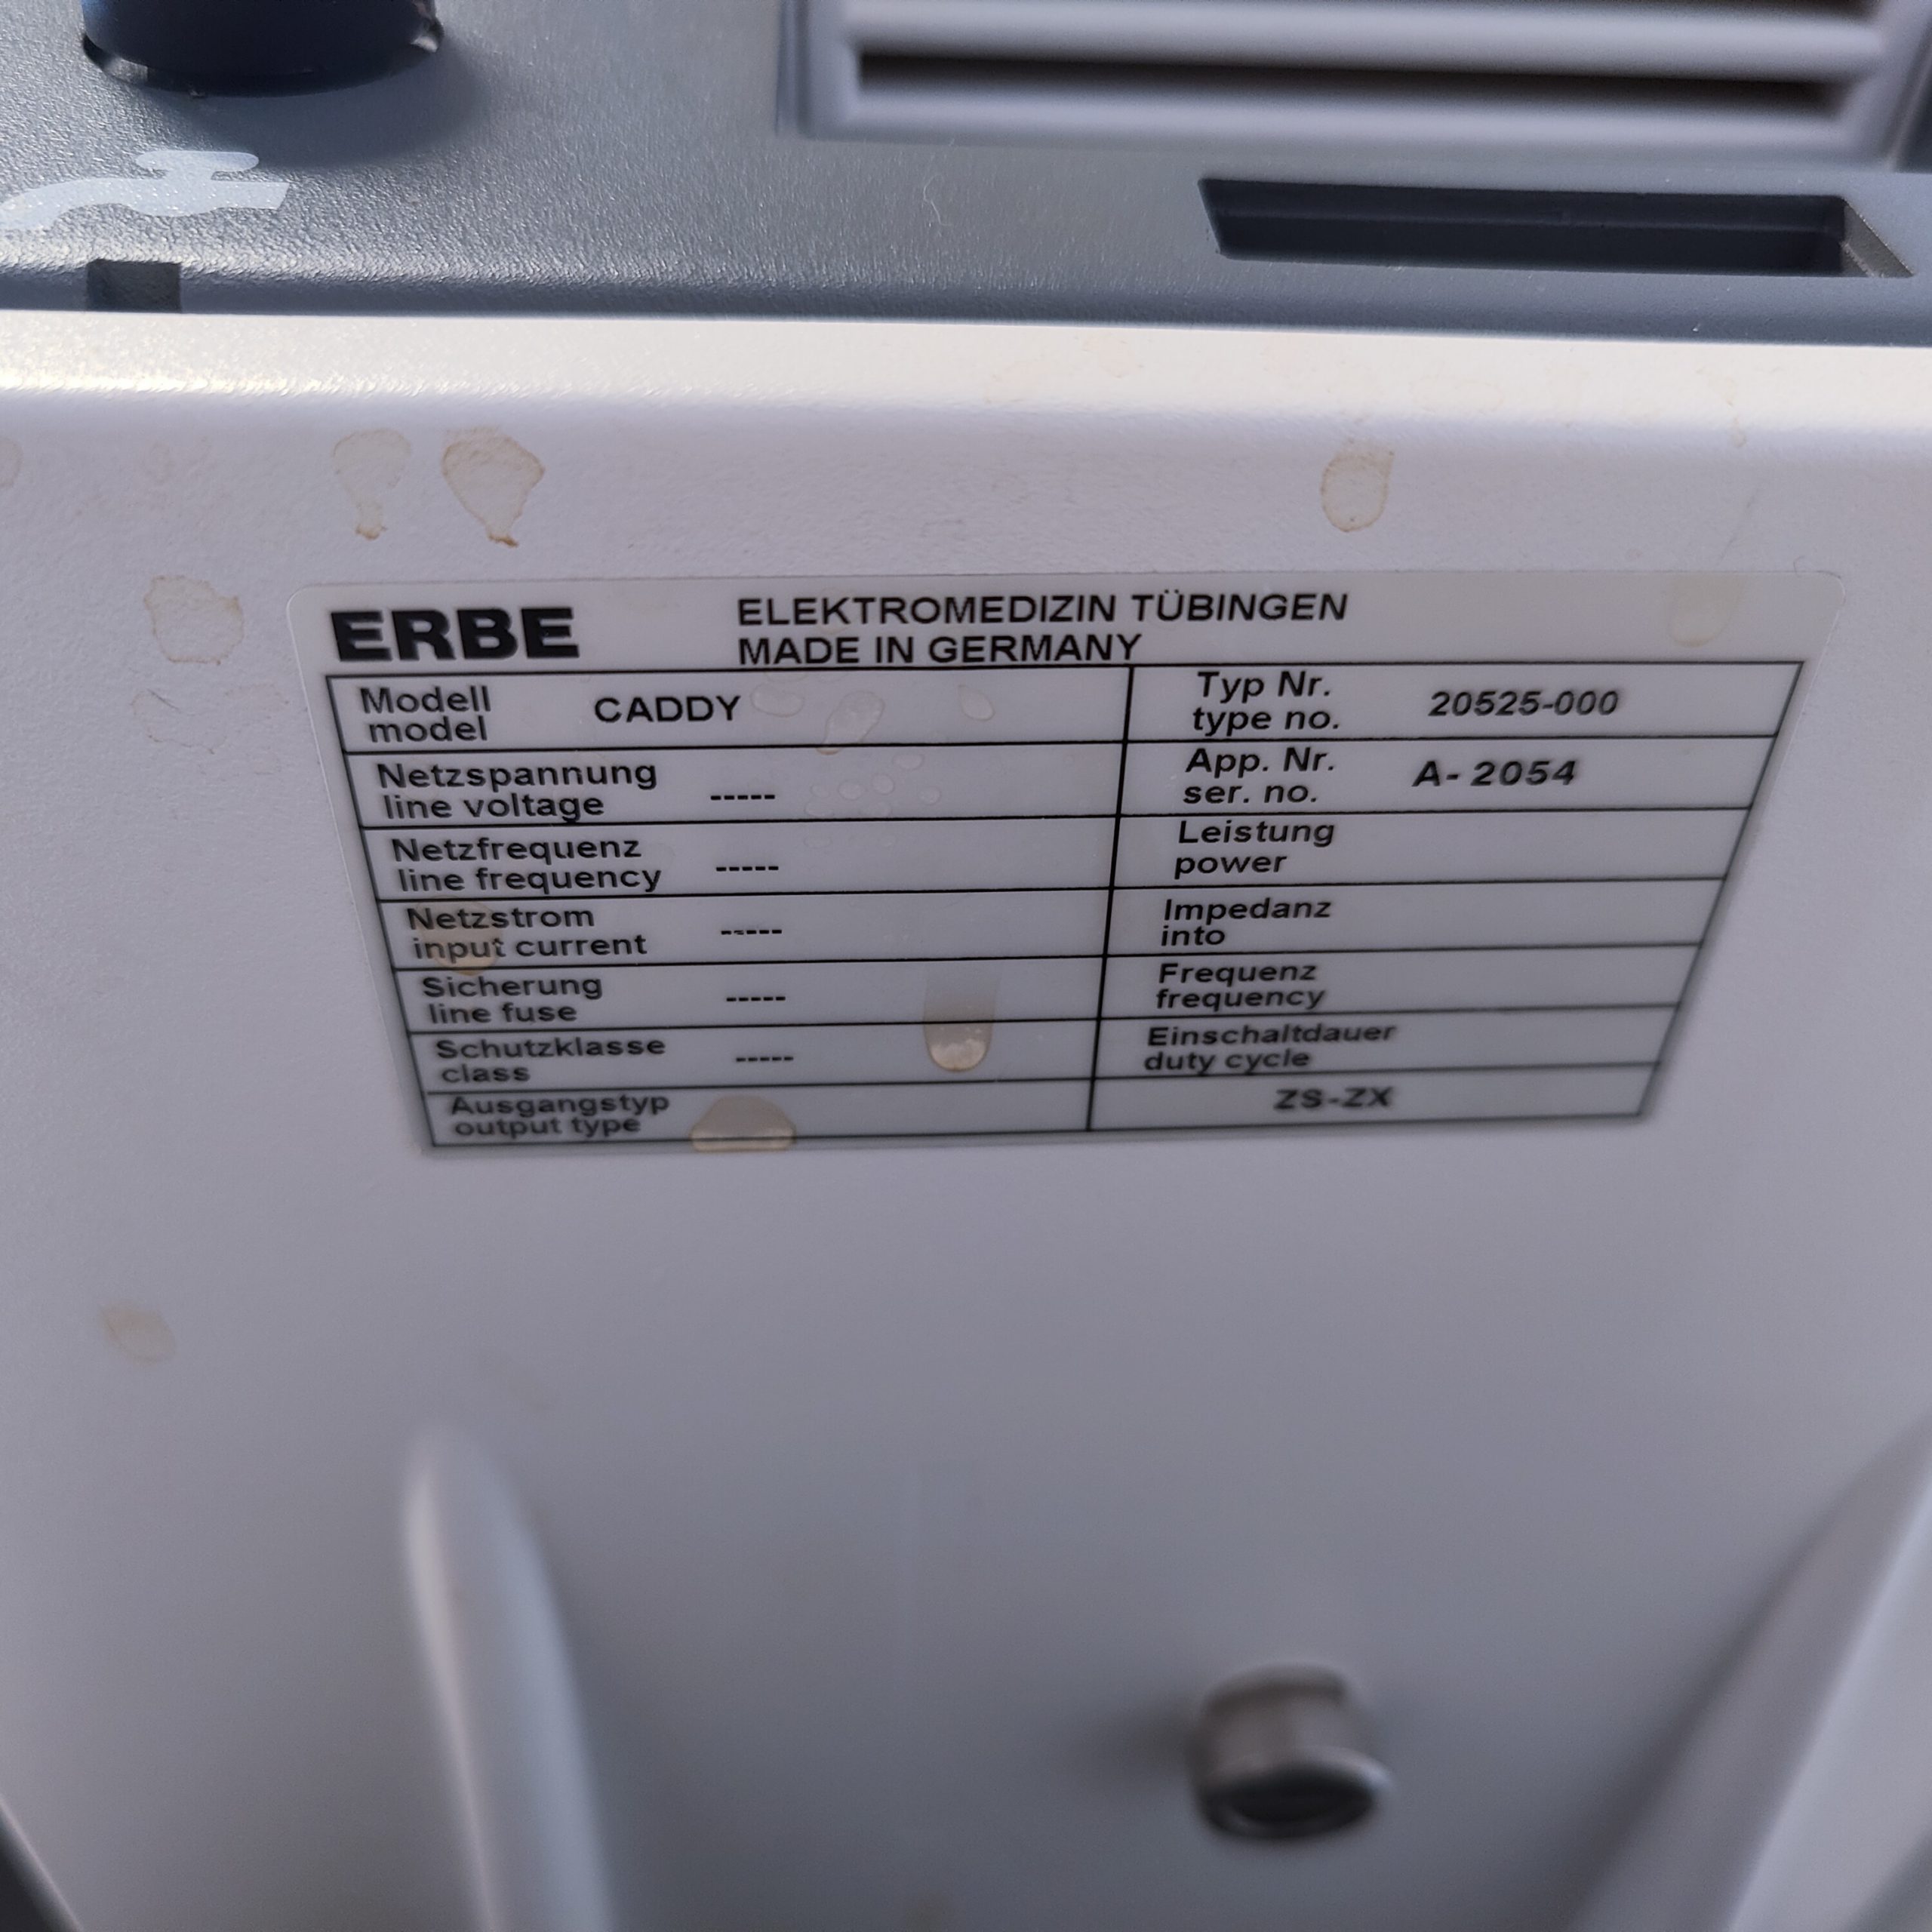 ERBE
ELEKTROMEDIZIN TÜBINGEN
MADE IN GERMANY
Modell
model
CADDY
Typ Nr.
type no.
20525-000
Netzspannung
line voltage
-----
App. Nr.
ser. no.
A- 2054
Netzfrequenz
line frequency
-----
Leistung
power
Netzstrom
input current
-----
Impedanz
into
Sicherung
line fuse
-----
Frequenz
frequency
Schutzklasse
class
-----
Einschaltdauer
duty cycle
Ausgangstyp
output type
ZS-ZX